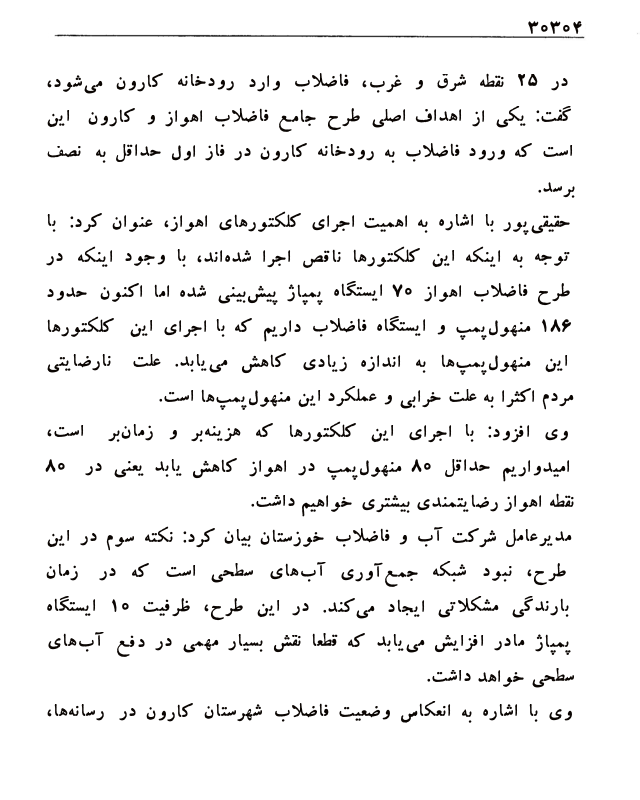 ۳۰۳۰۴
در ۲۵ نقطه شرق و غرب، فاضلاب وارد رودخانه کارون می‌شود،
گفت: یکی از اهداف اصلی طرح جامع فاضلاب اهواز و کارون این
است که ورود فاضلاب به رودخانه کارون در فاز اول حداقل به نصف
برسد.
حقیقی‌پور با اشاره به اهمیت اجرای کلکتورهای اهواز، عنوان کرد: با
توجه به اینکه این کلکتورها ناقص اجرا شده‌اند، با وجود اینکه در
طرح فاضلاب اهواز ۷۰ ایستگاه پمپاژ پیش‌بینی شده اما اکنون حدود
۱۸۶ منهول‌پمپ و ایستگاه فاضلاب داریم که با اجرای این کلکتورها
این منهول‌پمپ‌ها به اندازه زیادی کاهش می‌یابد. علت نارضایتی
مردم اکثرا به علت خرابی و عملکرد این منهول‌پمپ‌ها است.
وی افزود: با اجرای این کلکتورها که هزینه‌بر و زمان‌بر است،
امیدواریم حداقل ۸۰ منهول‌پمپ در اهواز کاهش یابد یعنی در ۸۰
نقطه اهواز رضایتمندی بیشتری خواهیم داشت.
مدیرعامل شرکت آب و فاضلاب خوزستان بیان کرد: نکته سوم در این
طرح، نبود شبکه جمع‌آوری آب‌های سطحی است که در زمان
بارندگی مشکلاتی ایجاد می‌کند. در این طرح، ظرفیت ۱۰ ایستگاه
پمپاژ مادر افزایش می‌یابد که قطعا نقش بسیار مهمی در دفع آب‌های
سطحی خواهد داشت.
وی با اشاره به انعکاس وضعیت فاضلاب شهرستان کارون در رسانه‌ها،